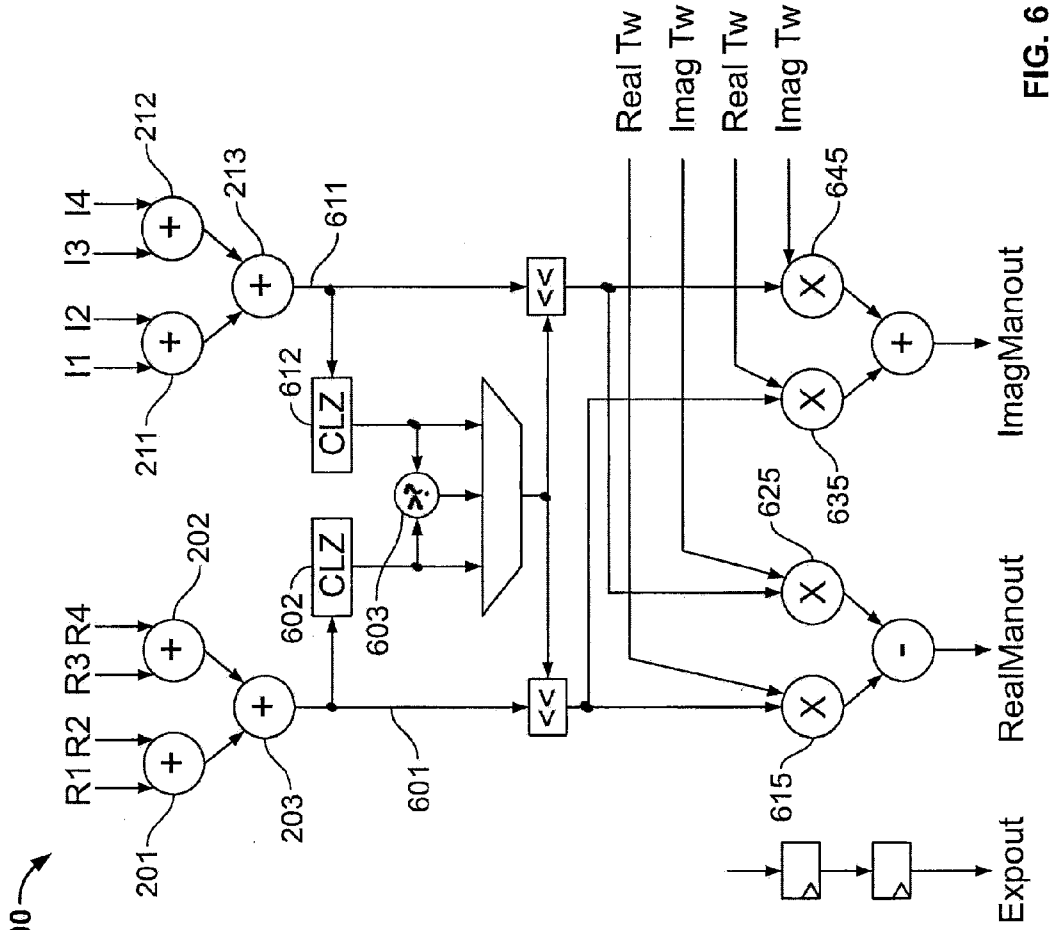 00
R1 R2 R3 R4
I1 I2 I3 I4
+ + + +
201
202
211
212
+ +
203
213
601
611
602
612
CLZ CLZ
603
<< <<
Real Tw
Imag Tw
Real Tw
Imag Tw
X X X X
615
625
635
645
- +
Expout
RealManout
ImagManout
FIG. 6